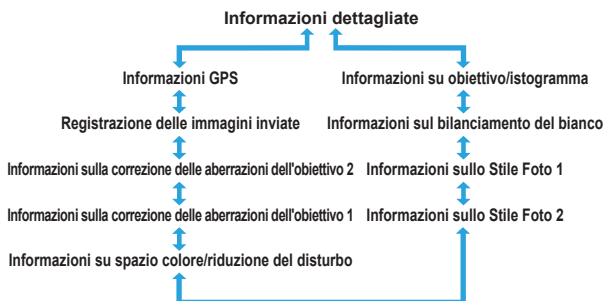 Informazioni dettagliate
Informazioni GPS
Informazioni su obiettivo/istogramma
Registrazione delle immagini inviate
Informazioni sul bilanciamento del bianco
Informazioni sulla correzione delle aberrazioni dell'obiettivo 2
Informazioni sullo Stile Foto 1
Informazioni sulla correzione delle aberrazioni dell'obiettivo 1
Informazioni sullo Stile Foto 2
Informazioni su spazio colore/riduzione del disturbo